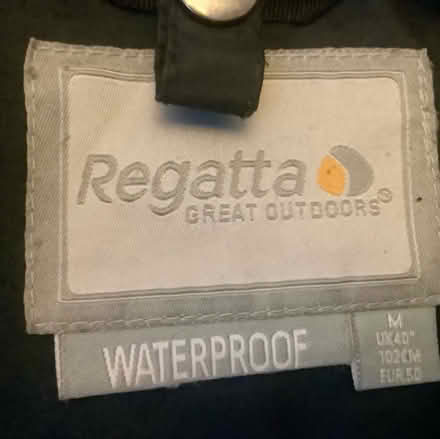 Regatta®
GREAT OUTDOORS
WATERPROOF
M
UK40"
102CM
EUR50